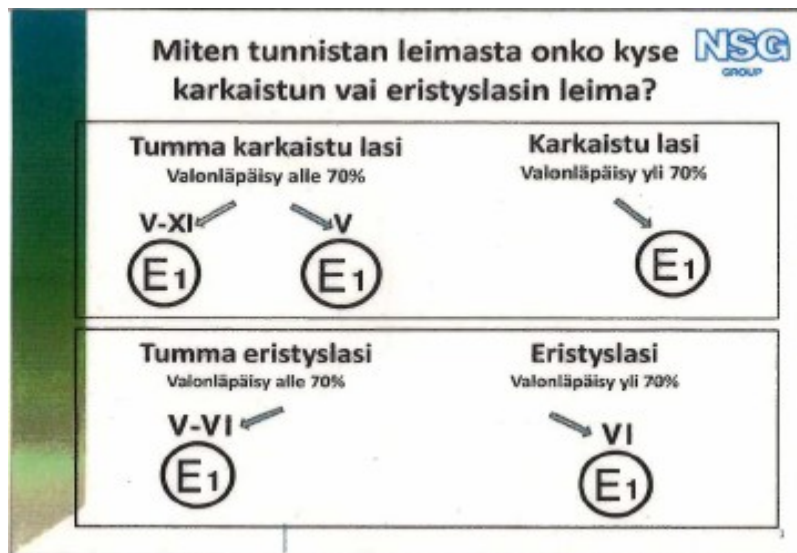 Miten tunnistan leimasta onko kyse
karkaistun vai eristyslasin leima?
NSG
GROUP
Tumma karkaistu lasi
Valonläpäisy alle 70%
V-XI
E1
V
E1
Karkaistu lasi
Valonläpäisy yli 70%
E1
Tumma eristyslasi
Valonläpäisy alle 70%
V-VI
E1
Eristyslasi
Valonläpäisy yli 70%
VI
E1